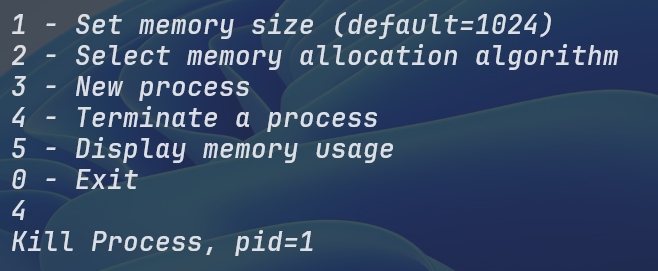 1 - Set memory size (default=1024)
2 - Select memory allocation algorithm
3 - New process
4 - Terminate a process
5 - Display memory usage
0 - Exit
4
Kill Process, pid=1